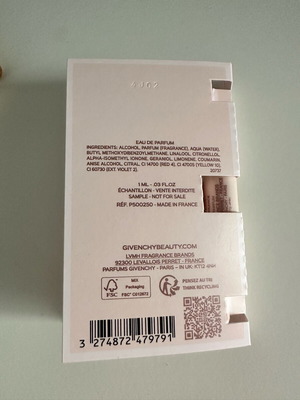 4J02
EAU DE PARFUM
INGREDIENTS: ALCOHOL, PARFUM (FRAGRANCE), AQUA (WATER),
BUTYL METHOXYDIBENZOYLMETHANE, LINALOOL, CITRONELLOL,
ALPHA-ISOMETHYL IONONE, GERANIOL, LIMONENE, COUMARIN,
ANISE ALCOHOL, CITRAL, CI 14700 (RED 4), CI 47005 (YELLOW 10),
CI 60730 (EXT. VIOLET 2).
1 ML - .03 FL.OZ
ÉCHANTILLON - VENTE INTERDITE
SAMPLE - NOT FOR SALE
RÉF. P500250 - MADE IN FRANCE
GIVENCHYBEAUTY.COM
LVMH FRAGRANCE BRANDS
92300 LEVALLOIS PERRET - FRANCE
PARFUMS GIVENCHY - PARIS – IN UK: KT12 4NH
FSC
MIX
Packaging
FSC® C012872
PENSEZ AU TRI
THINK RECYCLING
3 274872 479791